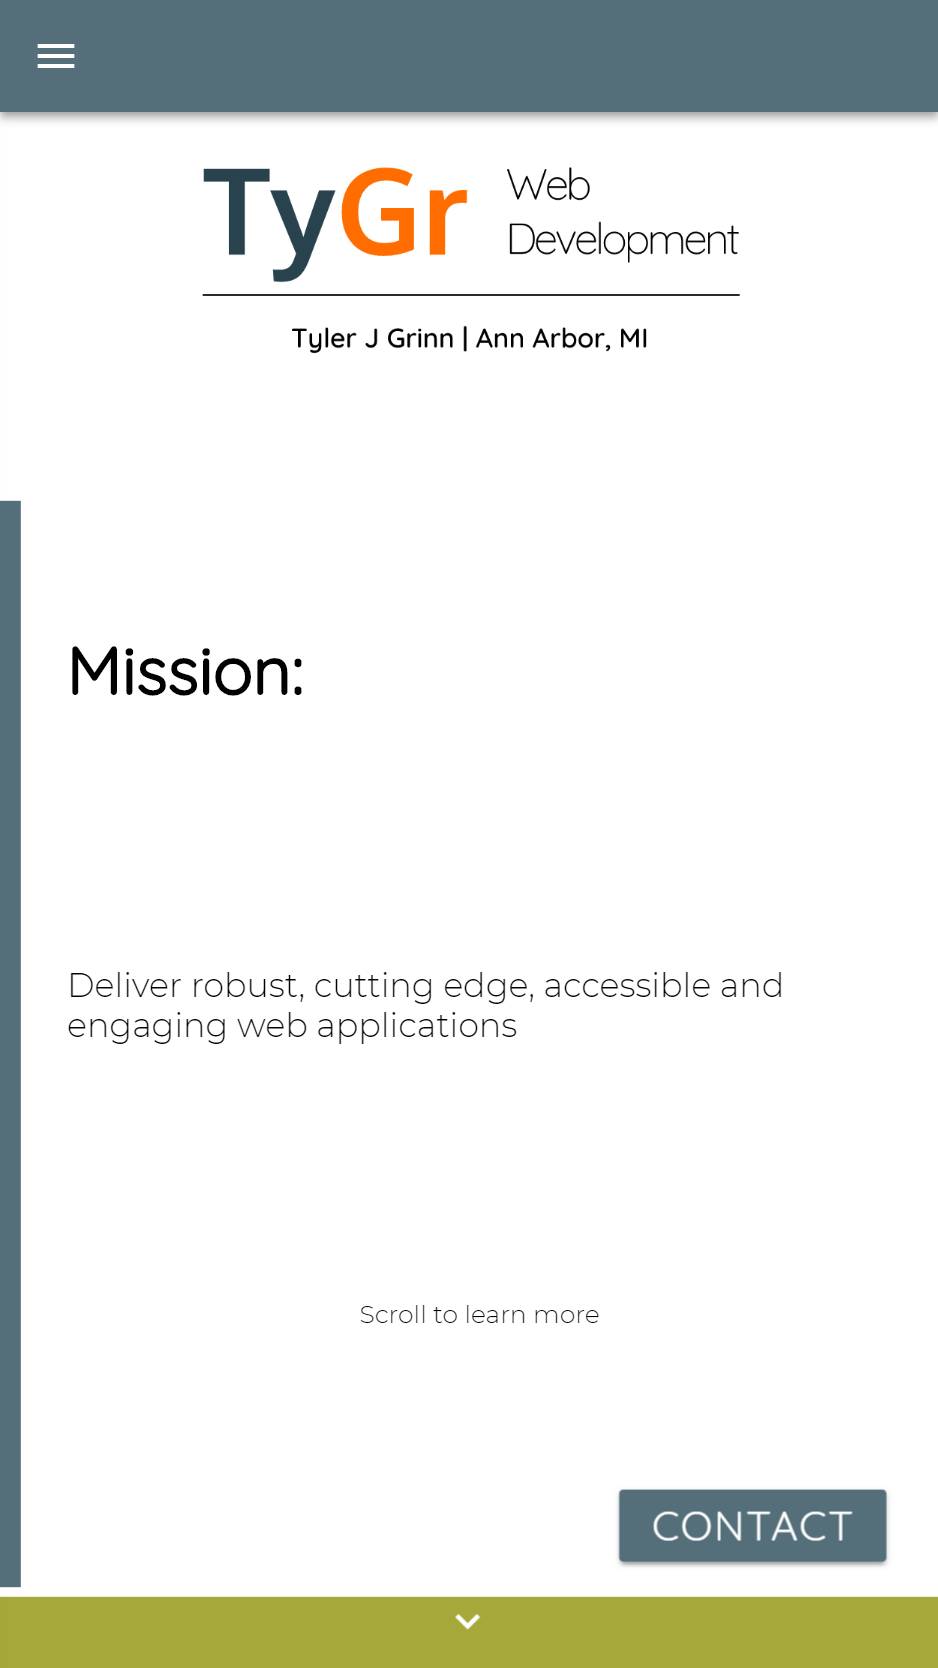 TyGr
Web
Development
Tyler J Grinn | Ann Arbor, MI
Mission:
Deliver robust, cutting edge, accessible and
engaging web applications
Scroll to learn more
CONTACT